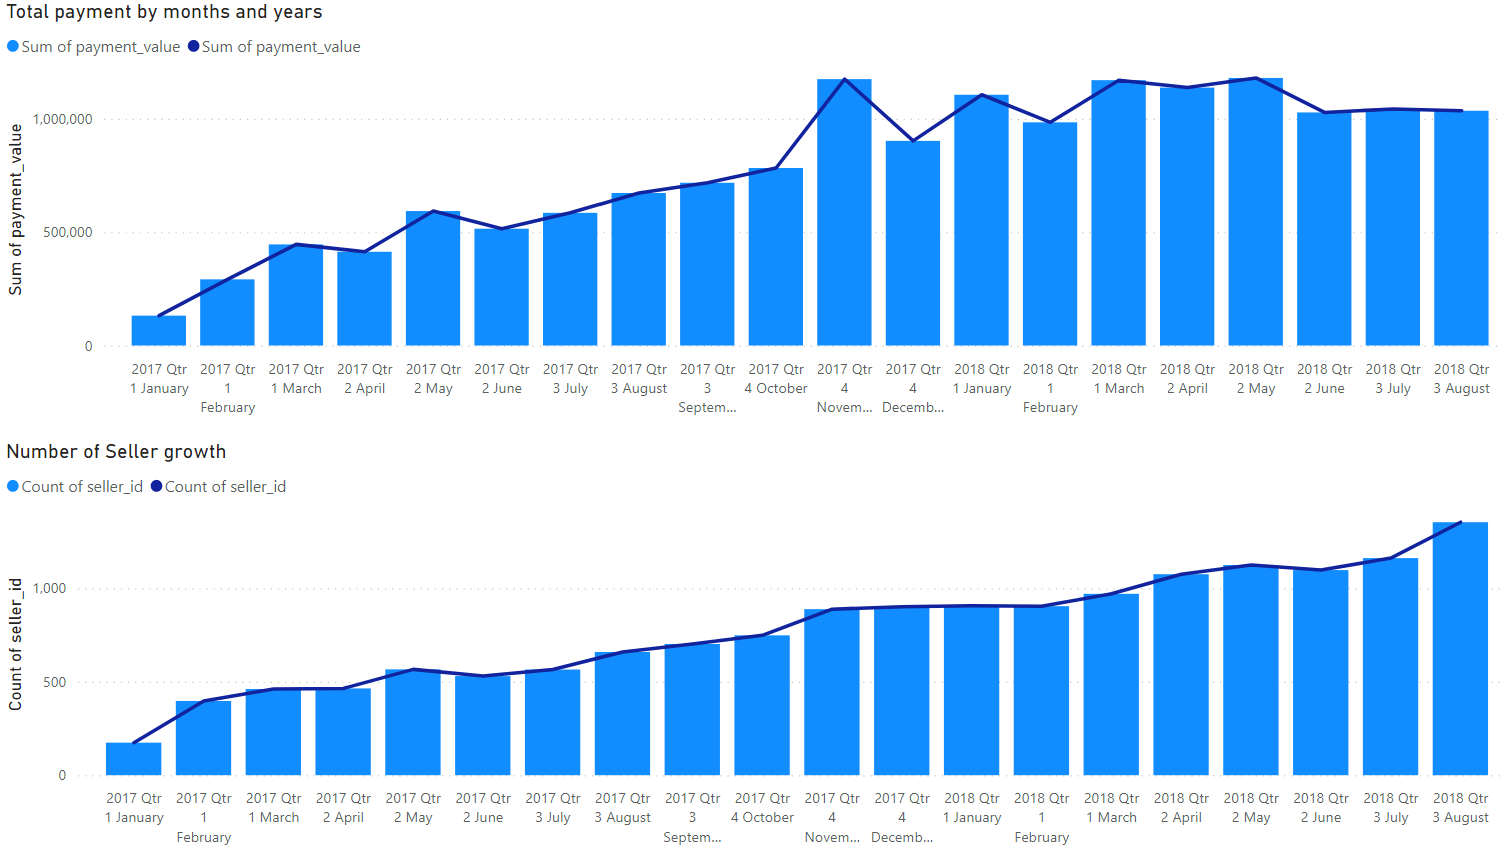 Total payment by months and years
Sum of payment_value Sum of payment_value
Sum of payment_value
1,000,000
500,000
0
2017 Qtr 2017 Qtr 2017 Qtr 2017 Qtr 2017 Qtr 2017 Qtr 2017 Qtr 2017 Qtr 2017 Qtr 2017 Qtr 2017 Qtr 2017 Qtr 2018 Qtr 2018 Qtr 2018 Qtr 2018 Qtr 2018 Qtr 2018 Qtr 2018 Qtr 2018 Qtr
1 January 1 1 March 2 April 2 May 2 June 3 July 3 August 3 4 October 4 4 1 January 1 1 March 2 April 2 May 2 June 3 July 3 August
February Septem... Novem... Decemb... February
Number of Seller growth
Count of seller_id Count of seller_id
Count of seller_id
1,000
500
0
2017 Qtr 2017 Qtr 2017 Qtr 2017 Qtr 2017 Qtr 2017 Qtr 2017 Qtr 2017 Qtr 2017 Qtr 2017 Qtr 2017 Qtr 2017 Qtr 2018 Qtr 2018 Qtr 2018 Qtr 2018 Qtr 2018 Qtr 2018 Qtr 2018 Qtr 2018 Qtr
1 January 1 1 March 2 April 2 May 2 June 3 July 3 August 3 4 October 4 4 1 January 1 1 March 2 April 2 May 2 June 3 July 3 August
February Septem... Novem... Decemb... February